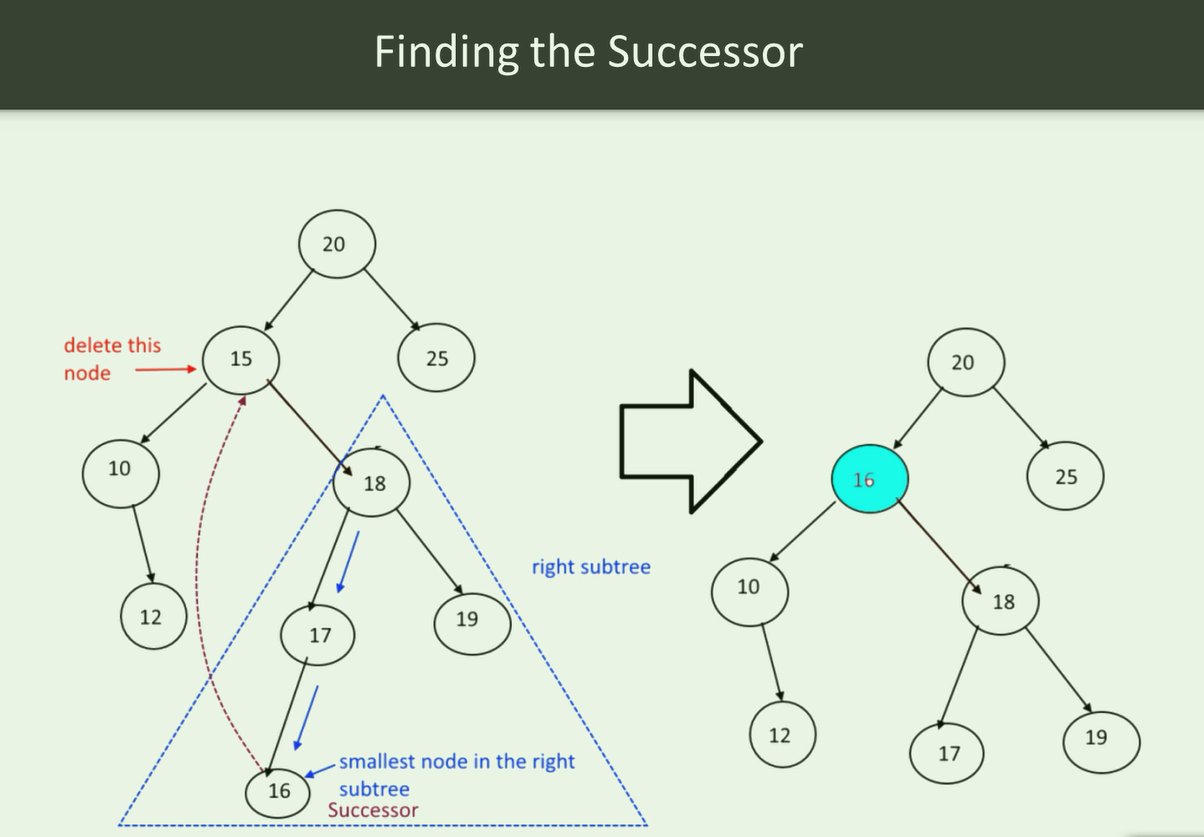 Finding the Successor
20
delete this
node
15
25
10
18
right subtree
12
17
19
smallest node in the right
subtree
16
Successor
20
16
25
10
18
12
17
19